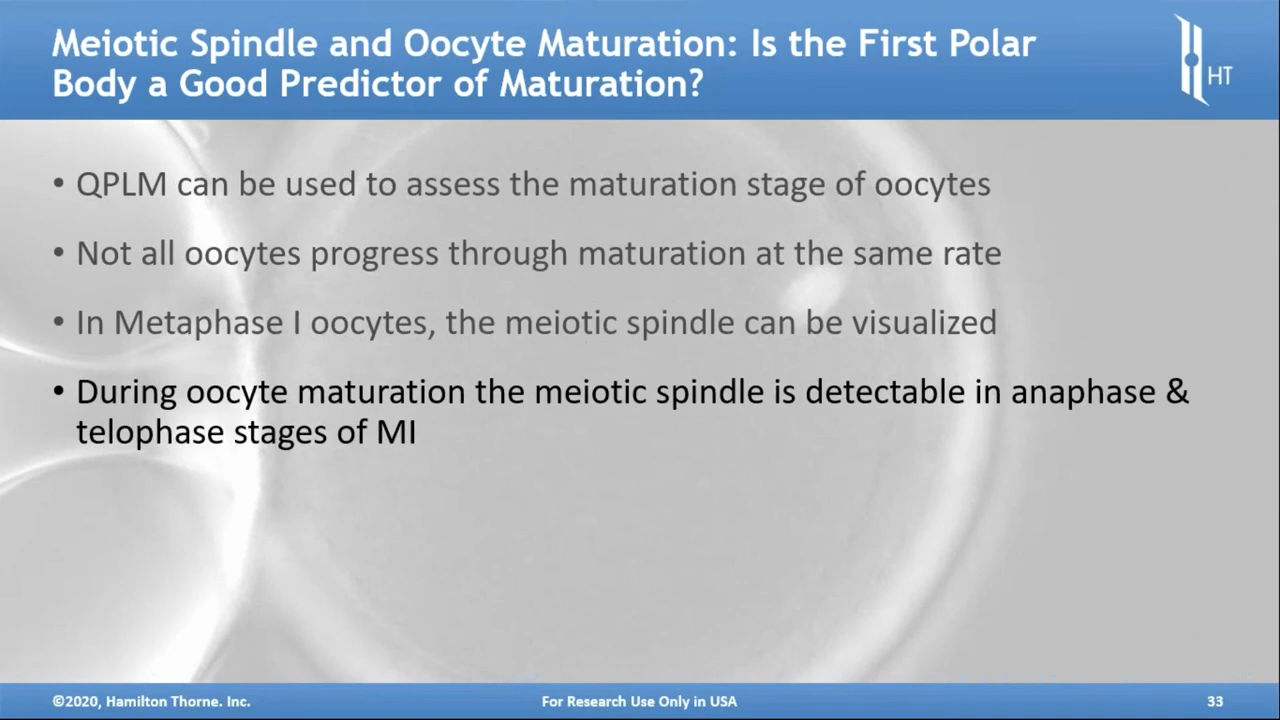 Meiotic Spindle and Oocyte Maturation: Is the First Polar
Body a Good Predictor of Maturation?
HT
• QPLM can be used to assess the maturation stage of oocytes
• Not all oocytes progress through maturation at the same rate
• In Metaphase I oocytes, the meiotic spindle can be visualized
• During oocyte maturation the meiotic spindle is detectable in anaphase &
telophase stages of MI
©2020, Hamilton Thorne. Inc.
For Research Use Only in USA
33